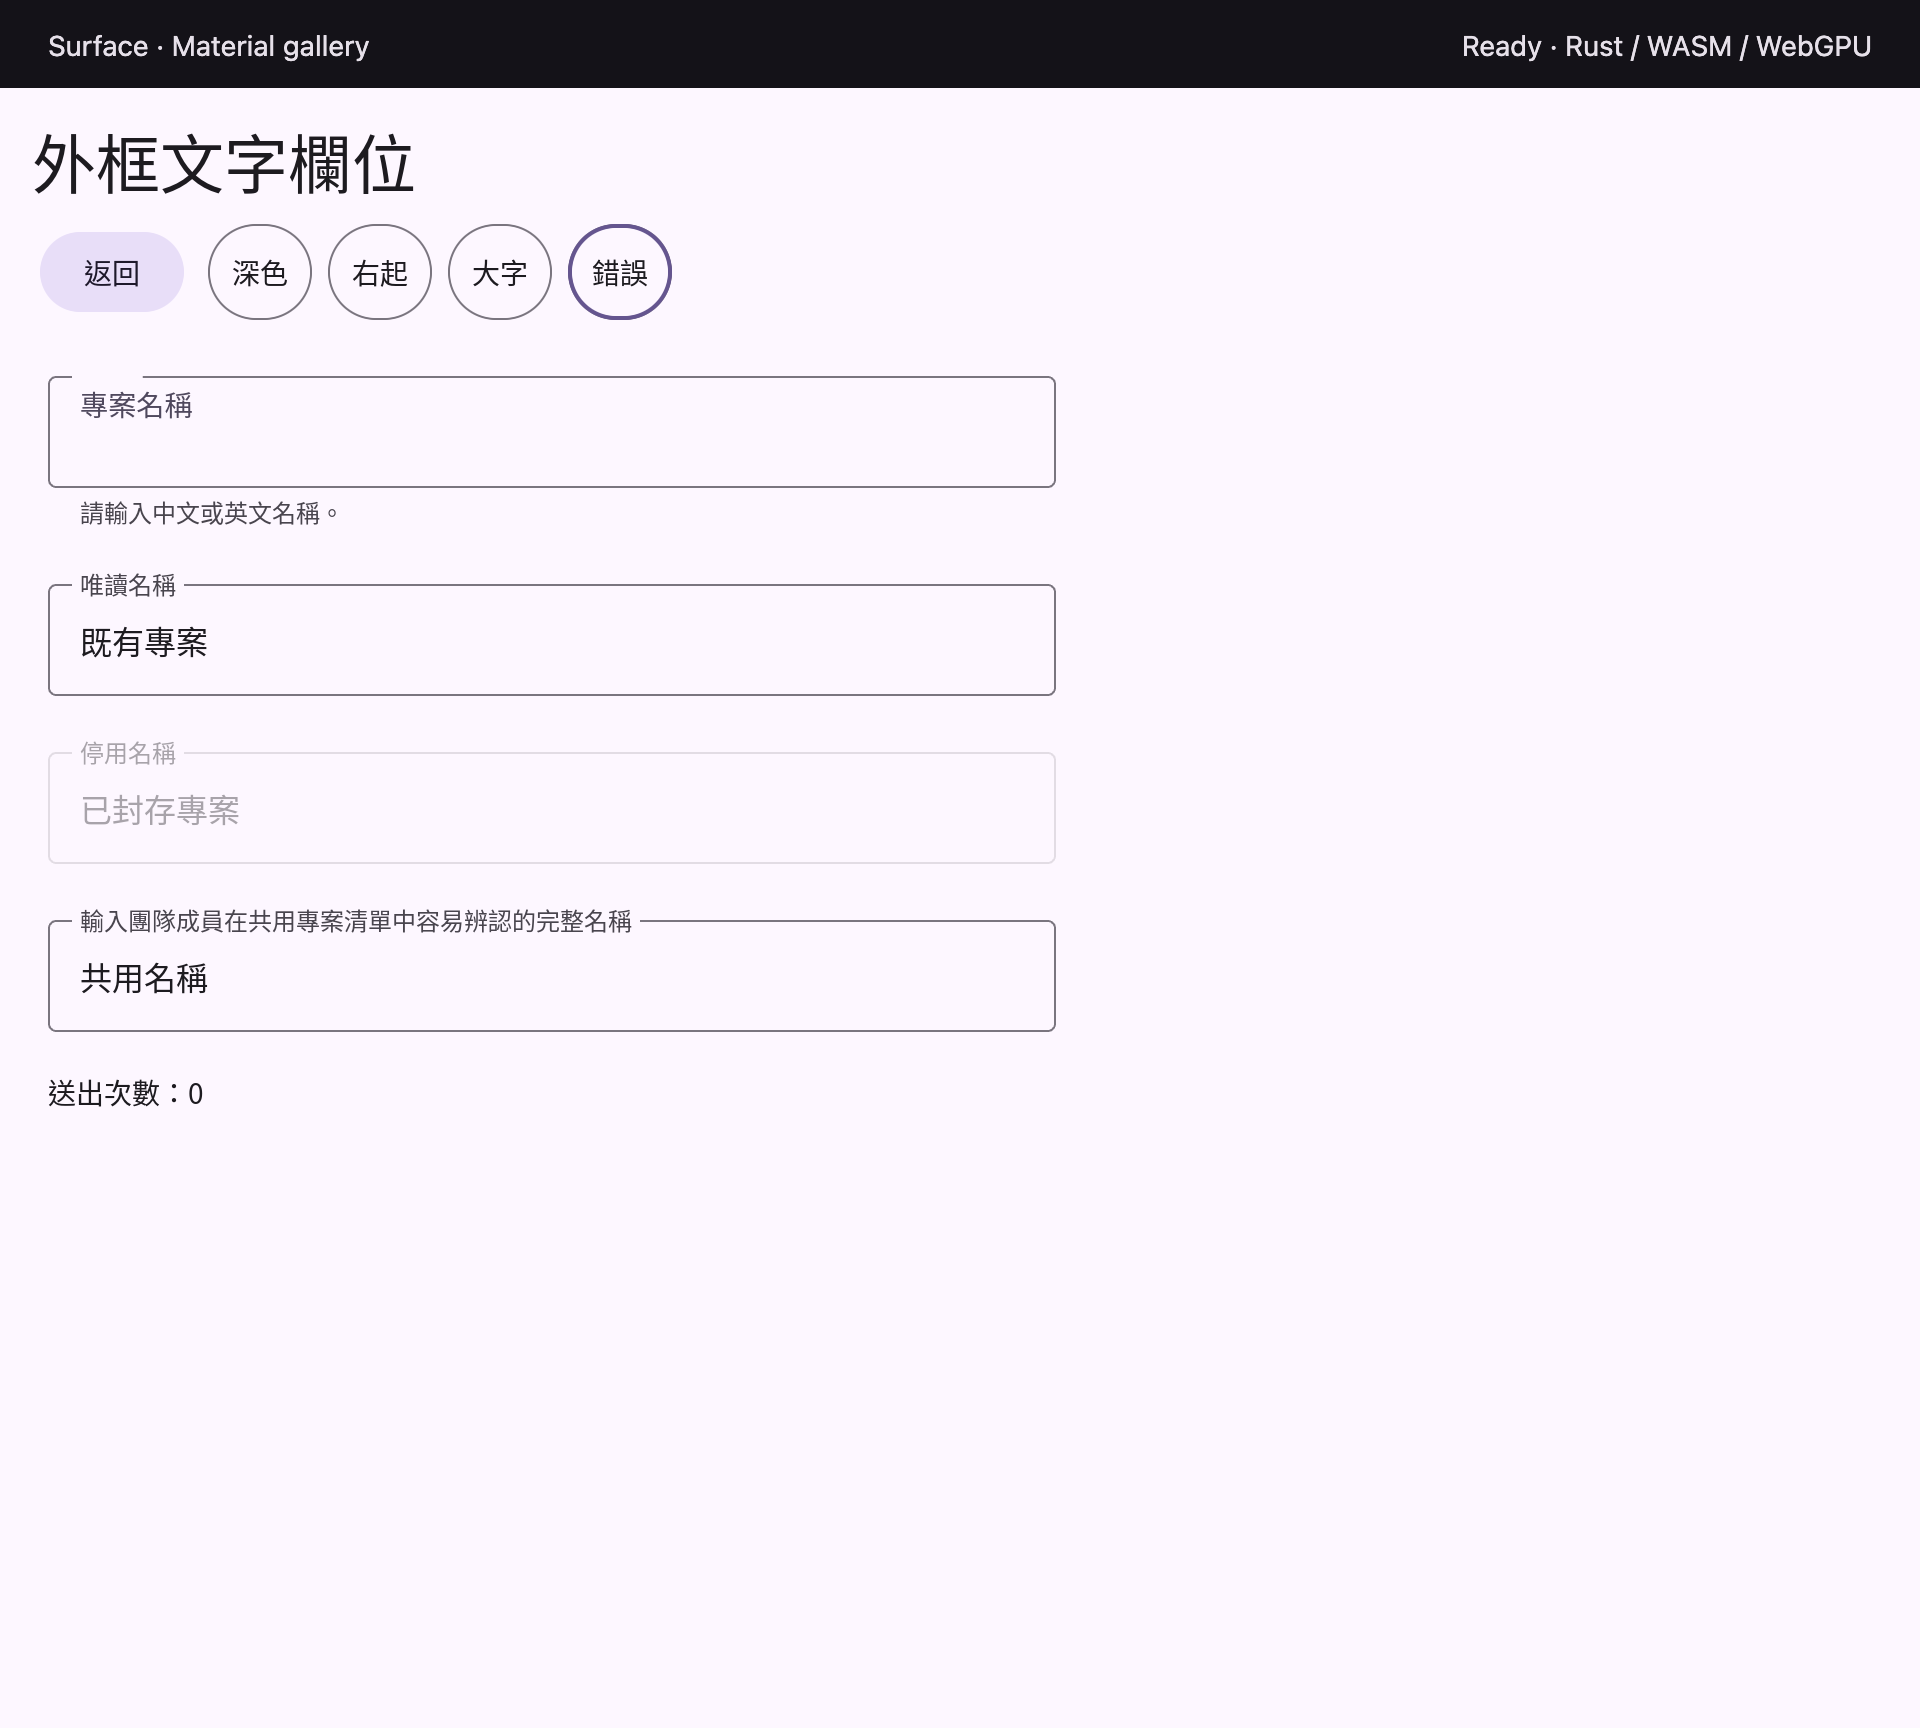 Surface · Material gallery
Ready · Rust / WASM / WebGPU
外框文字欄位
返回 深色 右起 大字 錯誤
專案名稱
請輸入中文或英文名稱。
唯讀名稱
既有專案
停用名稱
已封存專案
輸入團隊成員在共用專案清單中容易辨認的完整名稱
共用名稱
送出次數：0